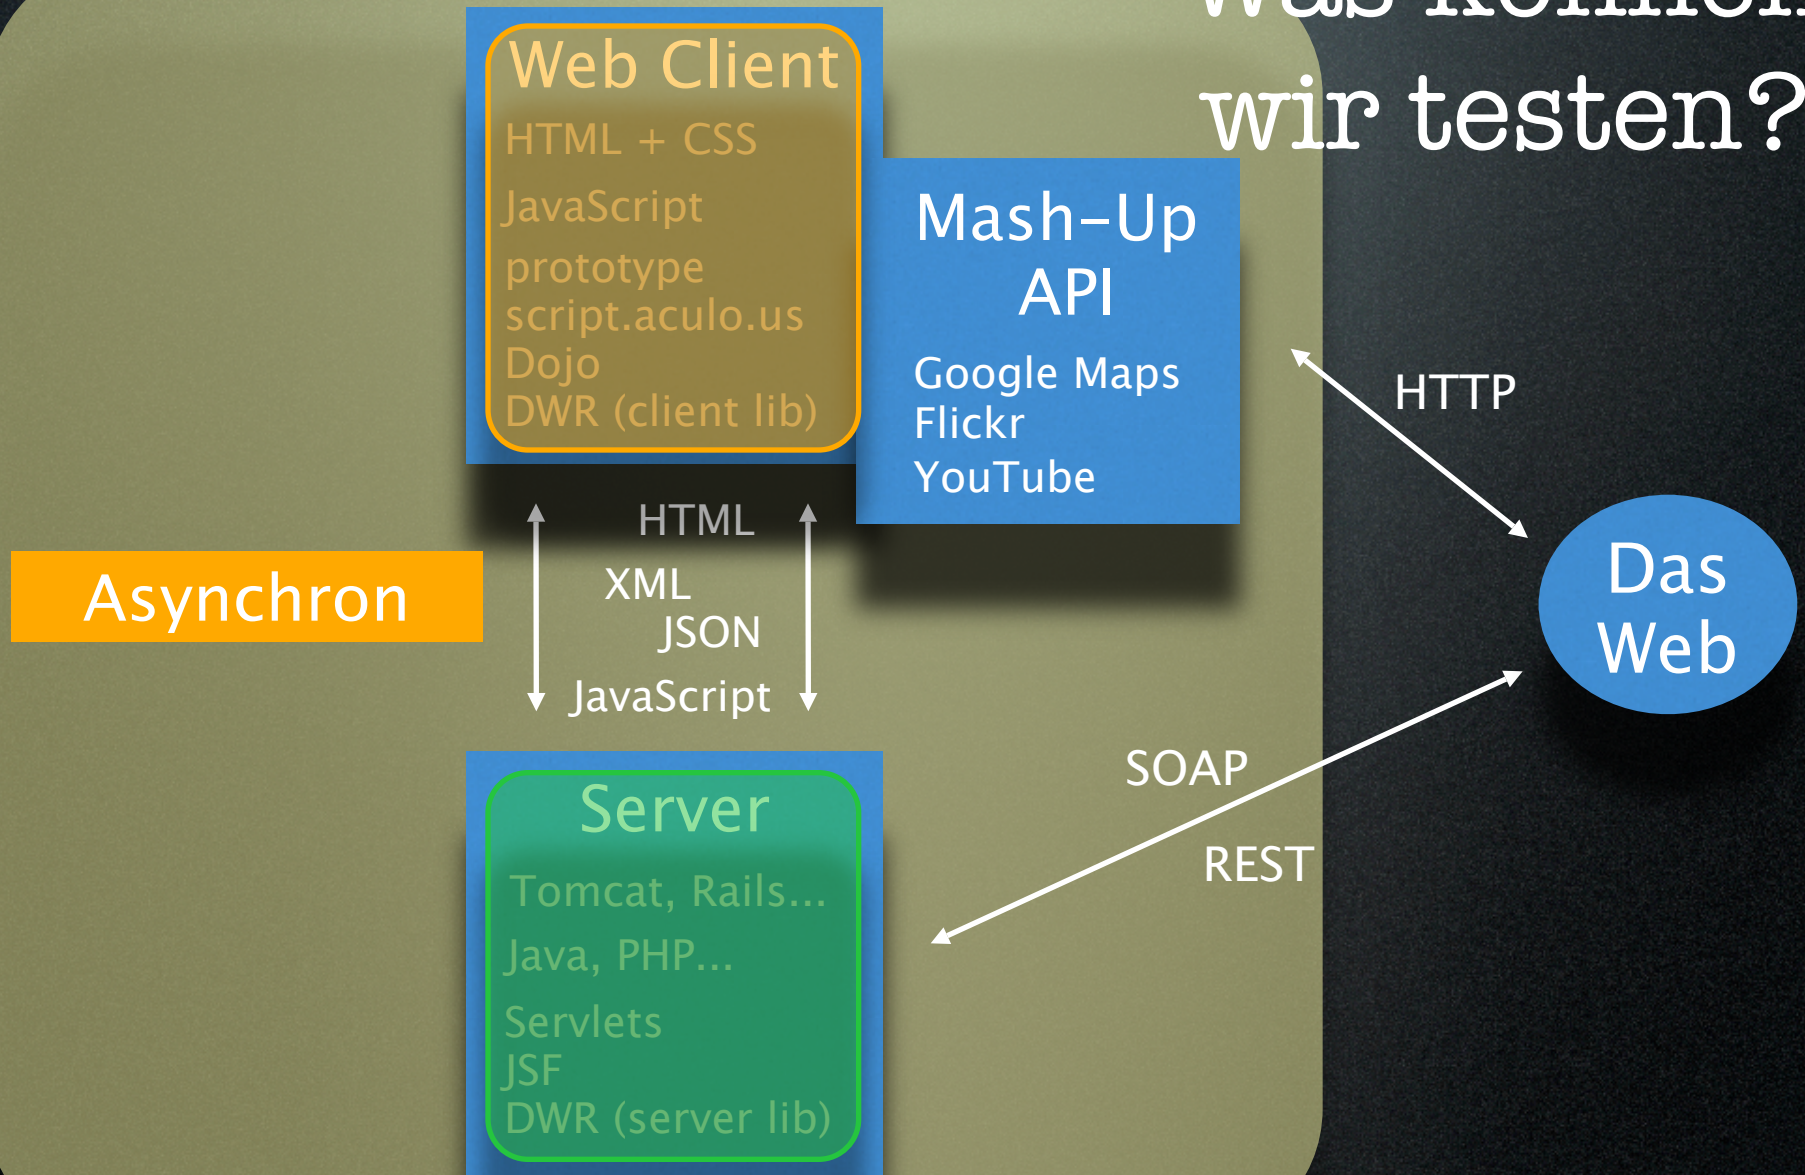 was können
wir testen?
Web Client
HTML + CSS
JavaScript
prototype
script.aculo.us
Dojo
DWR (client lib)
Mash-Up
API
Google Maps
Flickr
YouTube
HTTP
Das
Web
Asynchron
HTML
XML
JSON
JavaScript
SOAP
REST
Server
Tomcat, Rails...
Java, PHP...
Servlets
JSF
DWR (server lib)